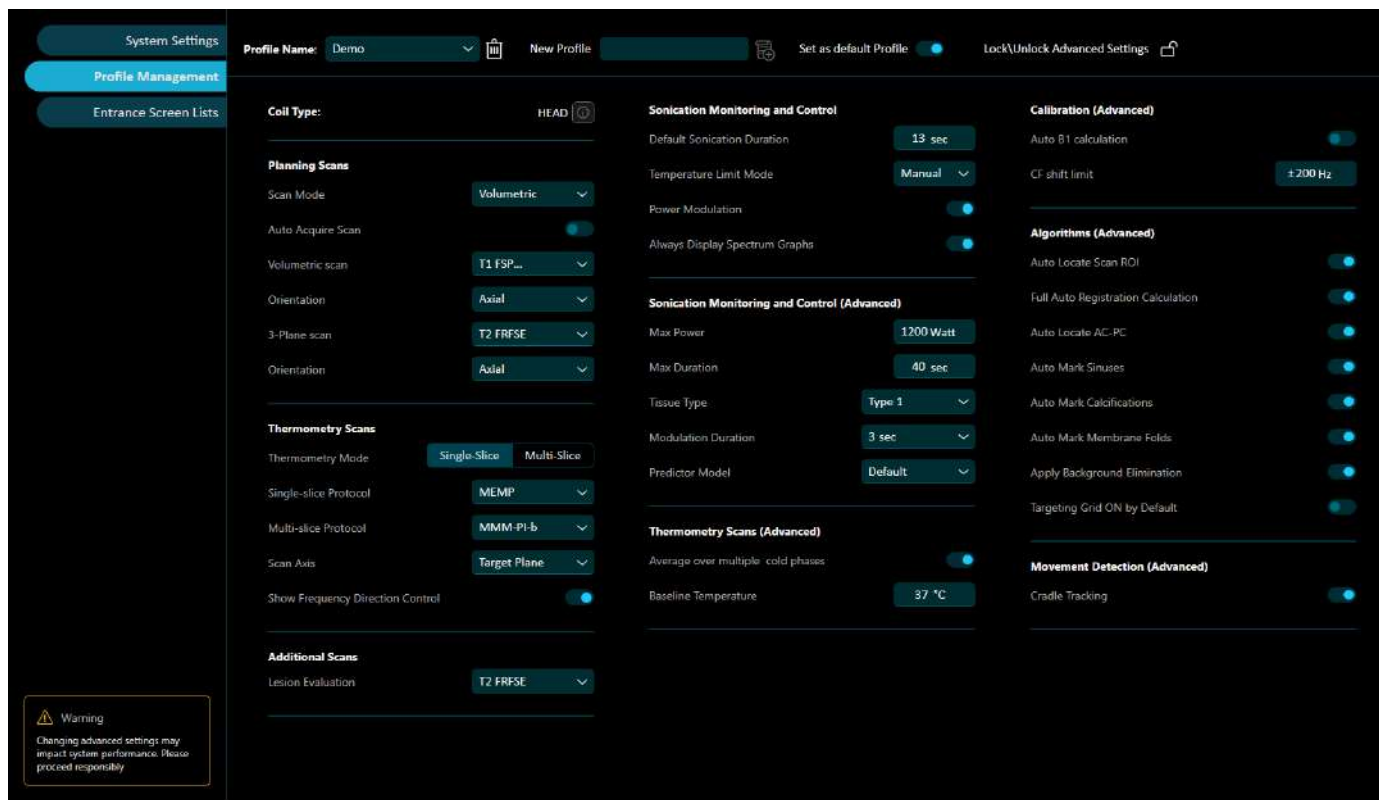 System Settings
Profile Management
Entrance Screen Lists
Profile Name: Demo New Profile Set as default Profile Lock\Unlock Advanced Settings
Coil Type: HEAD
Planning Scans
Scan Mode Volumetric
Auto Acquire Scan
Volumetric scan T1 FSP...
Orientation Axial
3-Plane scan T2 FRFSE
Orientation Axial
Thermometry Scans
Thermometry Mode Single-Slice Multi-Slice
Single-slice Protocol MEMP
Multi-slice Protocol MMM-PI-b
Scan Axis Target Plane
Show Frequency Direction Control
Additional Scans
Lesion Evaluation T2 FRFSE
Sonication Monitoring and Control
Default Sonication Duration 13 sec
Temperature Limit Mode Manual
Power Modulation
Always Display Spectrum Graphs
Sonication Monitoring and Control (Advanced)
Max Power 1200 Watt
Max Duration 40 sec
Tissue Type Type 1
Modulation Duration 3 sec
Predictor Model Default
Thermometry Scans (Advanced)
Average over multiple cold phases
Baseline Temperature 37 °C
Calibration (Advanced)
Auto B1 calculation
CF shift limit ±200 Hz
Algorithms (Advanced)
Auto Locate Scan ROI
Full Auto Registration Calculation
Auto Locate AC-PC
Auto Mark Sinuses
Auto Mark Calcifications
Auto Mark Membrane Folds
Apply Background Elimination
Targeting Grid ON by Default
Movement Detection (Advanced)
Cradle Tracking
Warning
Changing advanced settings may
impact system performance. Please
proceed responsibly